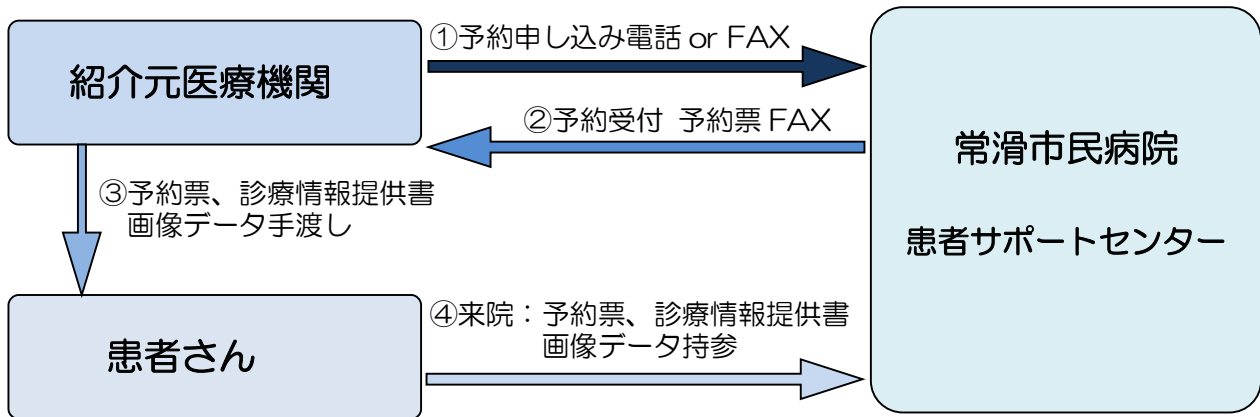 ①予約申し込み電話 or FAX
紹介元医療機関
②予約受付 予約票 FAX
常滑市民病院
患者サポートセンター
③予約票、診療情報提供書
画像データ手渡し
④来院：予約票、診療情報提供書
画像データ持参
患者さん